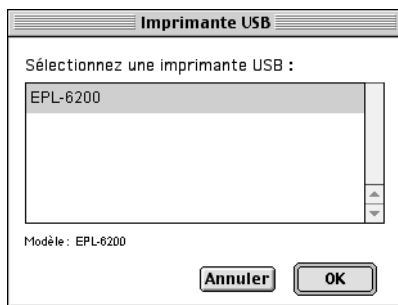 Imprimante USB
Sélectionnez une imprimante USB :
EPL-6200
Modèle : EPL-6200
Annuler
OK